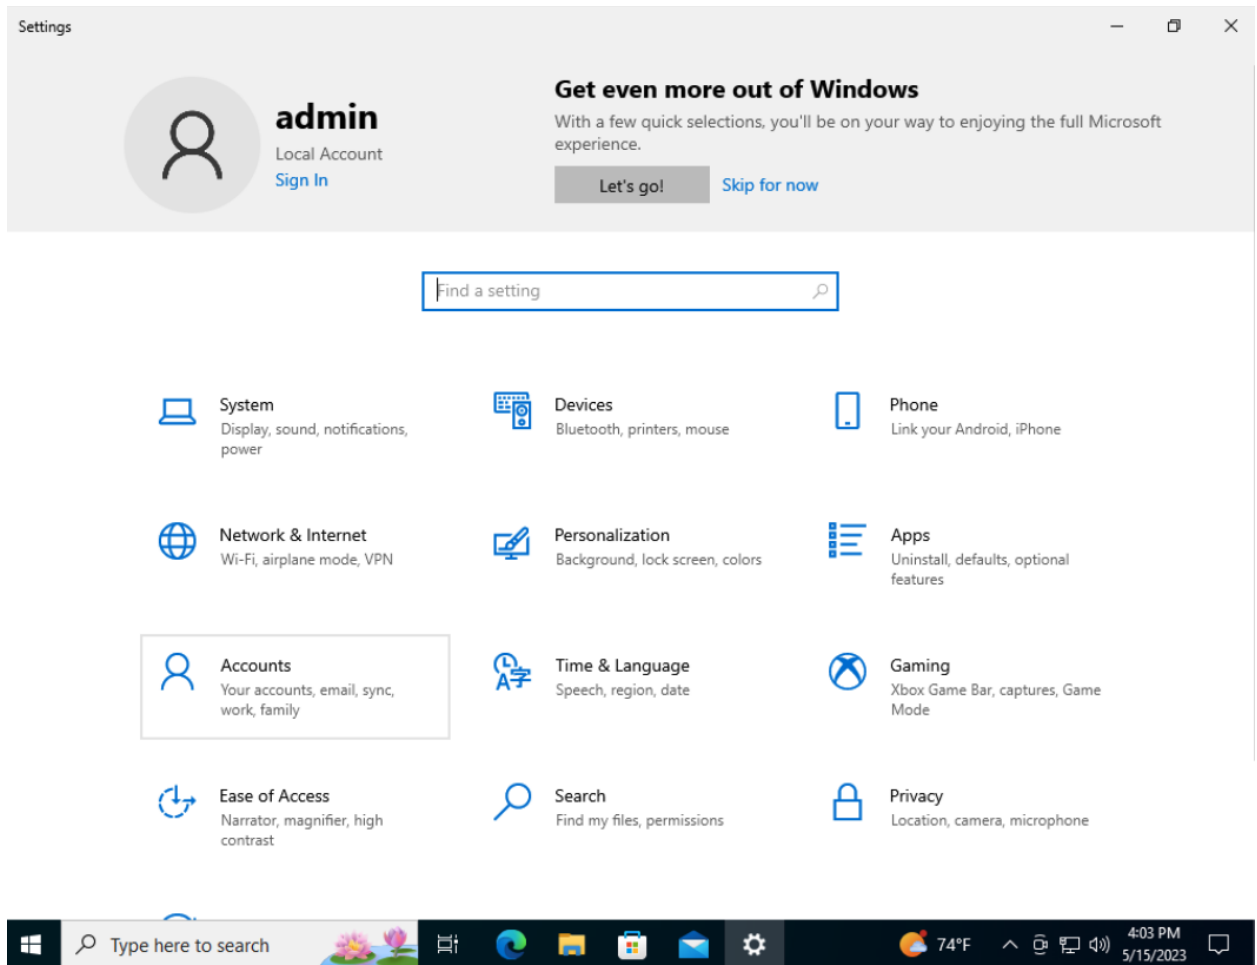 Settings
admin
Local Account
Sign In
Get even more out of Windows
With a few quick selections, you'll be on your way to enjoying the full Microsoft
experience.
Let's go!
Skip for now
Find a setting
System
Display, sound, notifications,
power
Devices
Bluetooth, printers, mouse
Phone
Link your Android, iPhone
Network & Internet
Wi-Fi, airplane mode, VPN
Personalization
Background, lock screen, colors
Apps
Uninstall, defaults, optional
features
Accounts
Your accounts, email, sync,
work, family
Time & Language
Speech, region, date
Gaming
Xbox Game Bar, captures, Game
Mode
Ease of Access
Narrator, magnifier, high
contrast
Search
Find my files, permissions
Privacy
Location, camera, microphone
Type here to search
74°F
4:03 PM
5/15/2023